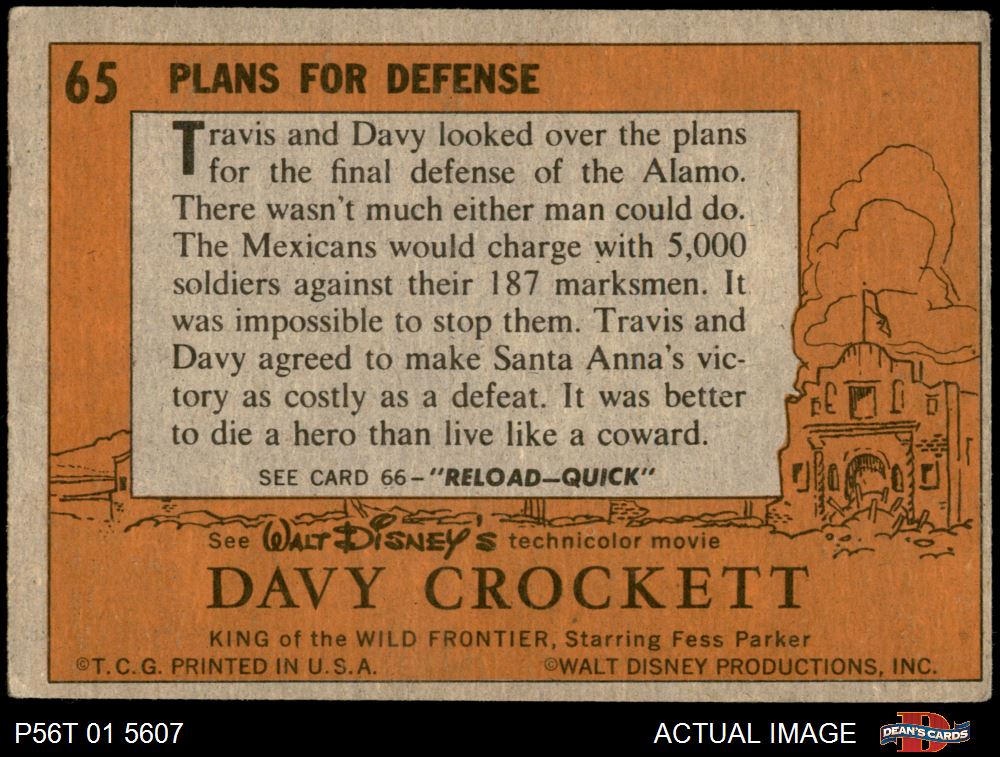 65 PLANS FOR DEFENSE
Travis and Davy looked over the plans
for the final defense of the Alamo.
There wasn't much either man could do.
The Mexicans would charge with 5,000
soldiers against their 187 marksmen. It
was impossible to stop them. Travis and
Davy agreed to make Santa Anna's vic-
tory as costly as a defeat. It was better
to die a hero than live like a coward.
SEE CARD 66–"RELOAD–QUICK"
See WALT DISNEY'S technicolor movie
DAVY CROCKETT
KING of the WILD FRONTIER, Starring Fess Parker
©T.C.G. PRINTED IN U.S.A. ©WALT DISNEY PRODUCTIONS, INC.
P56T 01 5607 ACTUAL IMAGE DEAN'S CARDS